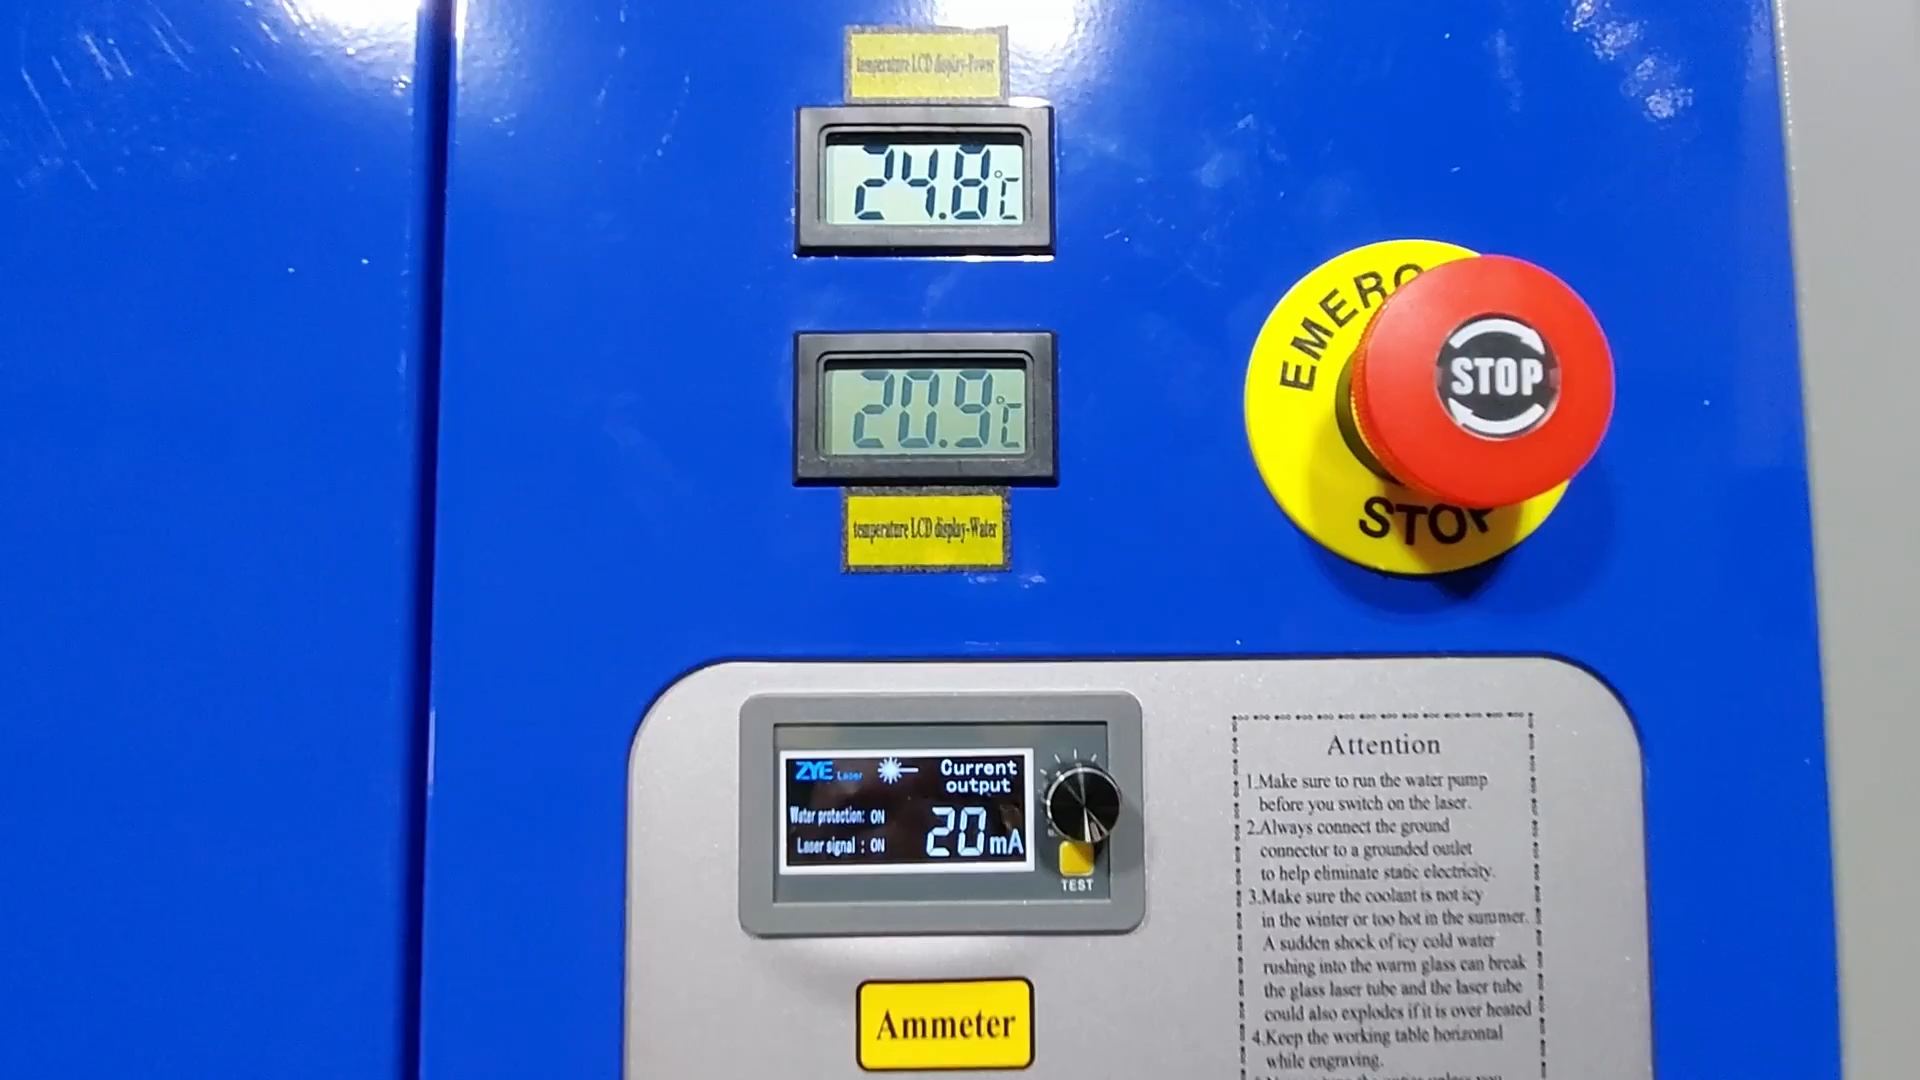 temperature LCD display-Power
24.8℃
20.9℃
temperature LCD display-Water
EMERG
STOP
STOP
ZYE Laser
Current
output
Water protection: ON
Laser signal : ON
20mA
TEST
Ammeter
Attention
1.Make sure to run the water pump
before you switch on the laser.
2.Always connect the ground
connector to a grounded outlet
to help eliminate static electricity.
3.Make sure the coolant is not icy
in the winter or too hot in the summer.
A sudden shock of icy cold water
rushing into the warm glass can break
the glass laser tube and the laser tube
could also explodes if it is over heated
4.Keep the working table horizontal
while engraving.